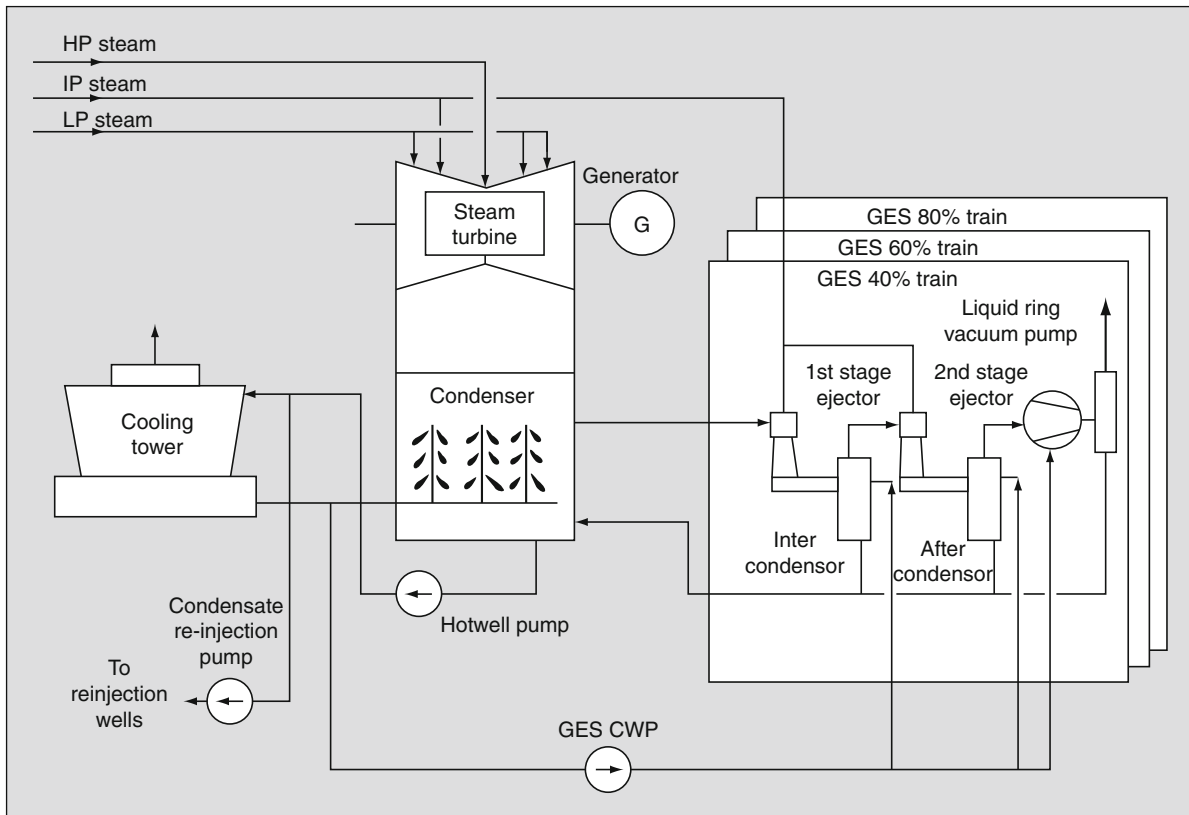 HP steam
IP steam
LP steam
Generator
G
Steam
turbine
GES 80% train
GES 60% train
GES 40% train
Liquid ring
vacuum pump
1st stage
ejector
2nd stage
ejector
Condenser
Cooling
tower
Inter
condensor
After
condensor
Hotwell pump
Condensate
re-injection
pump
To
reinjection
wells
GES CWP